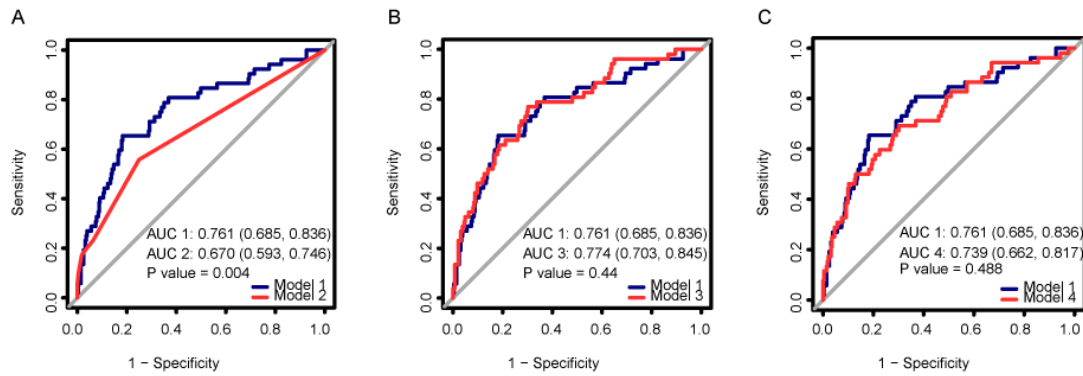 A
Sensitivity
1.0
0.8
0.6
0.4
0.2
0.0
AUC 1: 0.761 (0.685, 0.836)
AUC 2: 0.670 (0.593, 0.746)
P value = 0.004
Model 1
Model 2
0.0 0.2 0.4 0.6 0.8 1.0
1 − Specificity
B
Sensitivity
1.0
0.8
0.6
0.4
0.2
0.0
AUC 1: 0.761 (0.685, 0.836)
AUC 3: 0.774 (0.703, 0.845)
P value = 0.44
Model 1
Model 3
0.0 0.2 0.4 0.6 0.8 1.0
1 − Specificity
C
Sensitivity
1.0
0.8
0.6
0.4
0.2
0.0
AUC 1: 0.761 (0.685, 0.836)
AUC 4: 0.739 (0.662, 0.817)
P value = 0.488
Model 1
Model 4
0.0 0.2 0.4 0.6 0.8 1.0
1 − Specificity